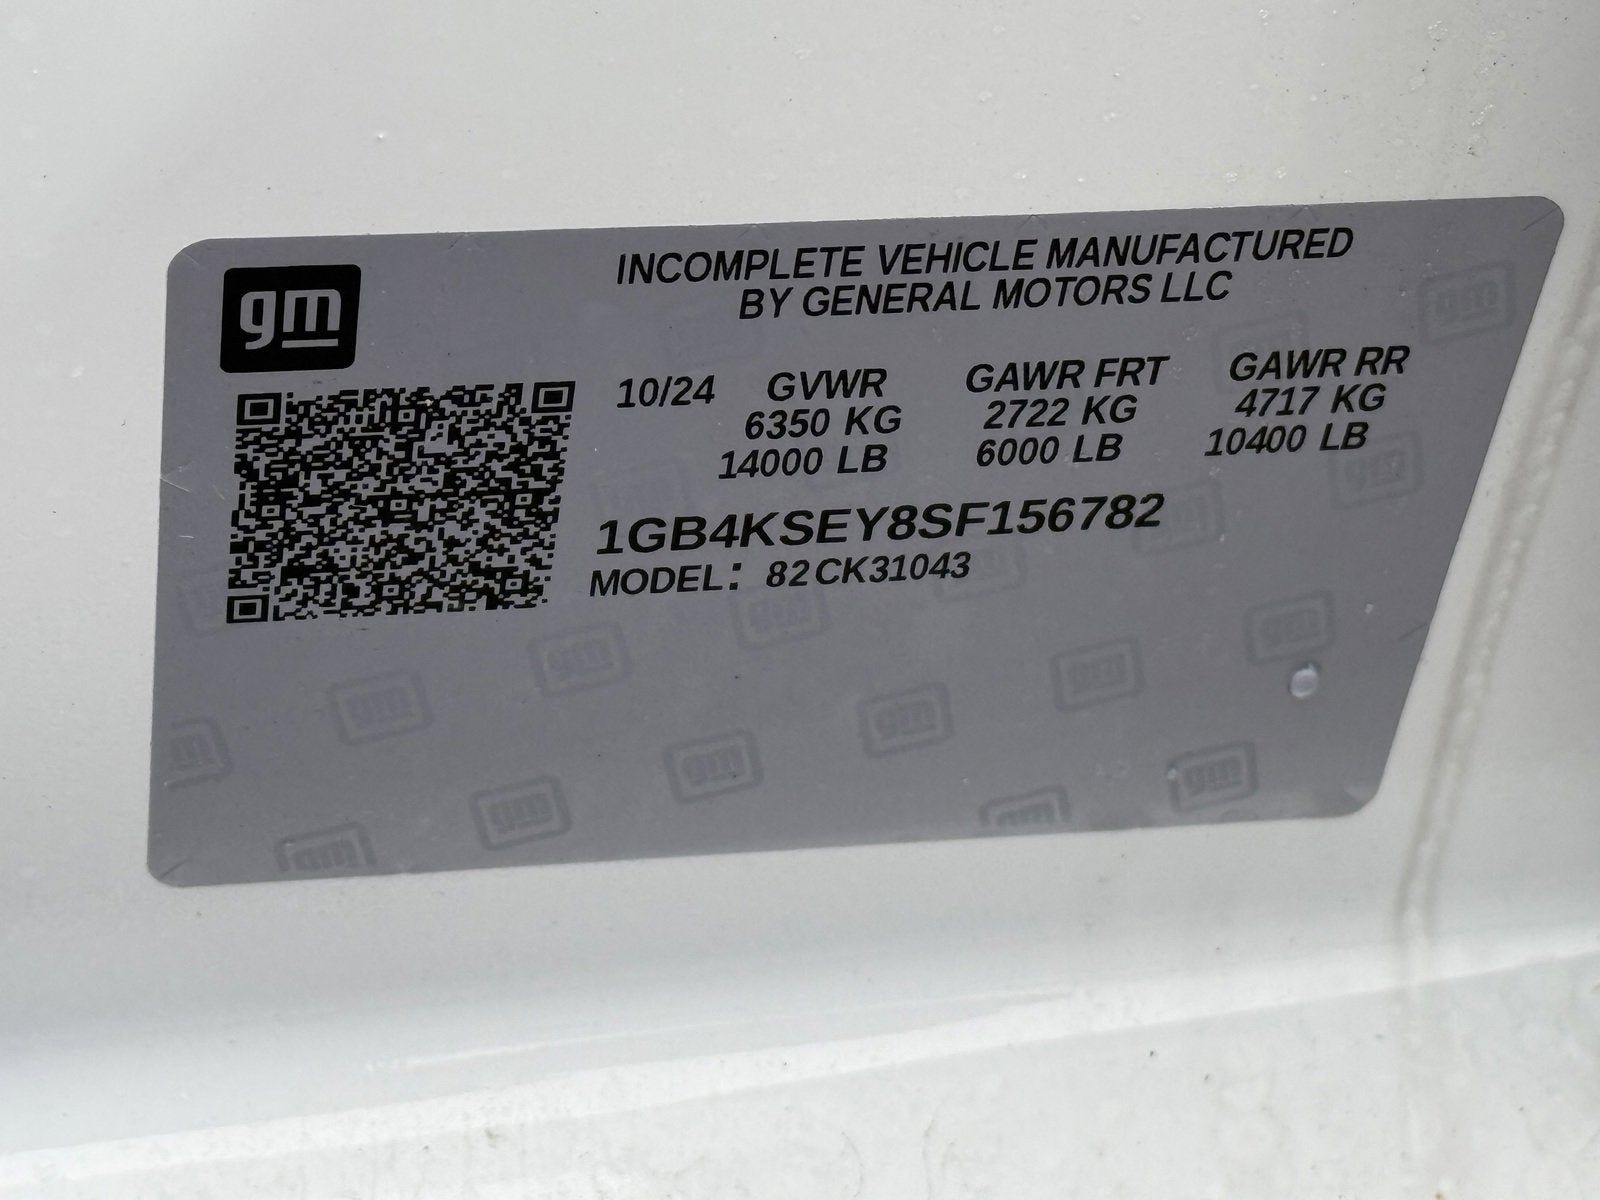 gm
INCOMPLETE VEHICLE MANUFACTURED
BY GENERAL MOTORS LLC
10/24 GVWR GAWR FRT GAWR RR
6350 KG 2722 KG 4717 KG
14000 LB 6000 LB 10400 LB
1GB4KSEY8SF156782
MODEL: 82CK31043